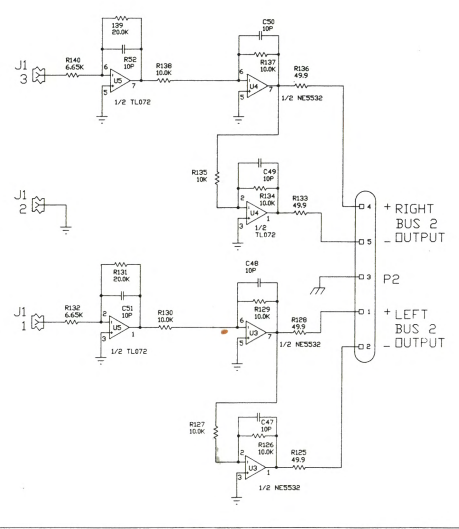 139
20.0K
R52
10P
J1
3
R140
6.65K
6
5
U5
7
1/2 TL072
R138
10.0K
C50
10P
R137
10.0K
6
5
U4
7
R136
49.9
1/2 NE5532
R135
10K
C49
10P
R134
10.0K
2
3
U4
1
1/2
TL072
R133
49.9
J1
2
4
+ RIGHT
BUS 2
5
- OUTPUT
3
P2
1
+ LEFT
BUS 2
2
- OUTPUT
R131
20.0K
C51
10P
J1
1
R132
6.65K
2
3
U5
1
1/2 TL072
R130
10.0K
C48
10P
R129
10.0K
6
5
U3
7
R128
49.9
1/2 NE5532
R127
10.0K
C47
10P
R126
10.0K
2
3
U3
1
R125
49.9
1/2 NE5532